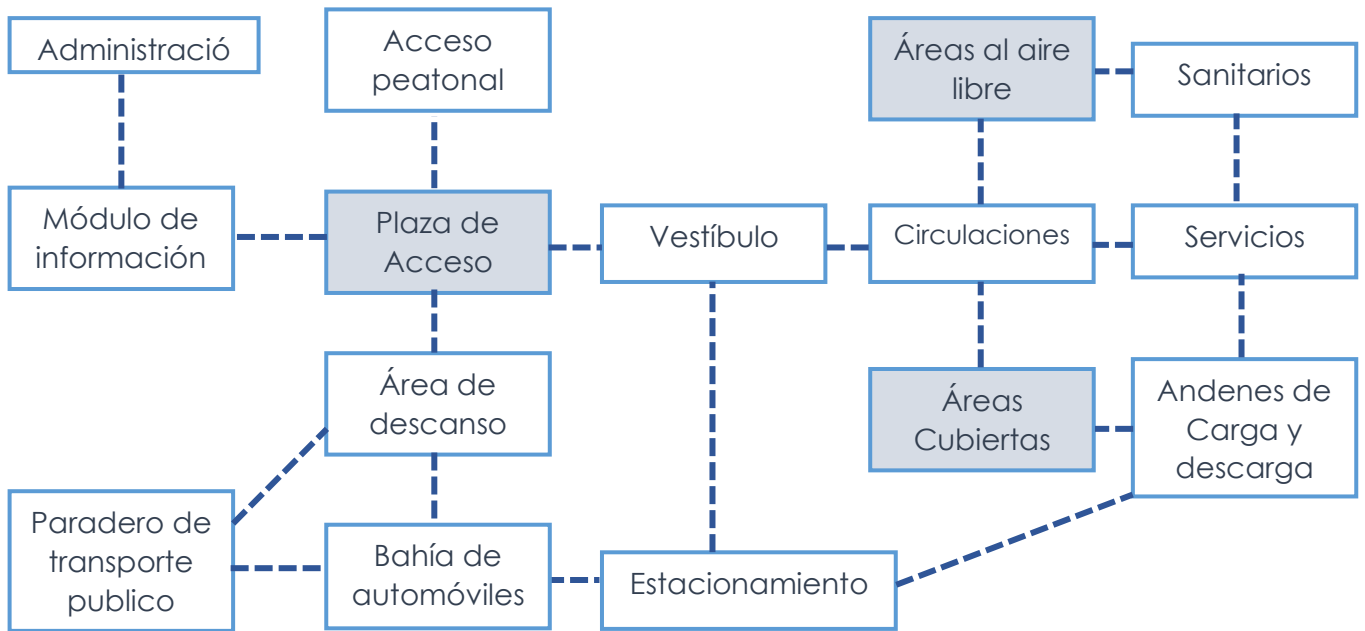 Administració
Acceso
peatonal
Áreas al aire
libre
Sanitarios
Módulo de
información
Plaza de
Acceso
Vestíbulo
Circulaciones
Servicios
Área de
descanso
Áreas
Cubiertas
Andenes de
Carga y
descarga
Paradero de
transporte
publico
Bahía de
automóviles
Estacionamiento